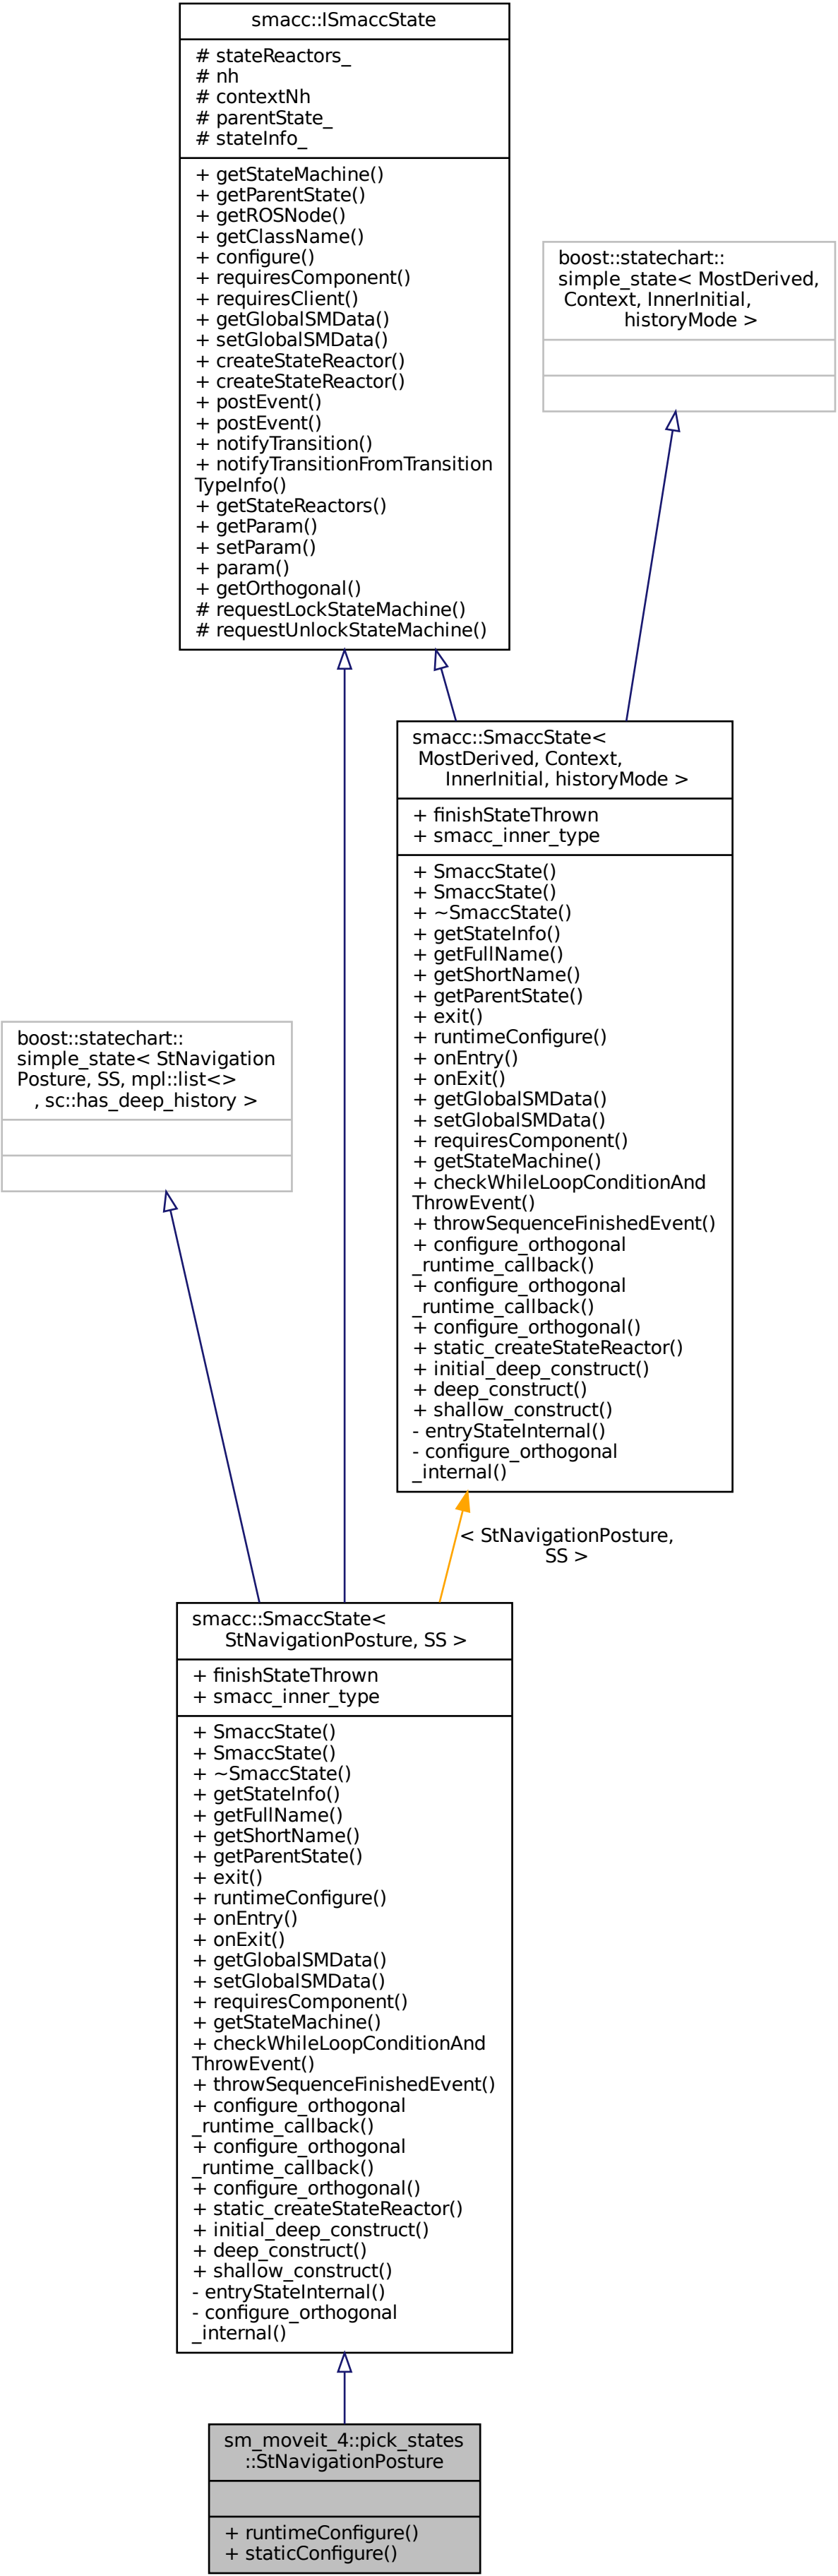 smacc::ISmaccState
# stateReactors_
# nh
# contextNh
# parentState_
# stateInfo_
+ getStateMachine()
+ getParentState()
+ getROSNode()
+ getClassName()
+ configure()
+ requiresComponent()
+ requiresClient()
+ getGlobalSMData()
+ setGlobalSMData()
+ createStateReactor()
+ createStateReactor()
+ postEvent()
+ postEvent()
+ notifyTransition()
+ notifyTransitionFromTransition
TypeInfo()
+ getStateReactors()
+ getParam()
+ setParam()
+ param()
+ getOrthogonal()
# requestLockStateMachine()
# requestUnlockStateMachine()
boost::statechart::
simple_state< MostDerived,
Context, InnerInitial,
historyMode >
smacc::SmaccState<
MostDerived, Context,
InnerInitial, historyMode >
+ finishStateThrown
+ smacc_inner_type
+ SmaccState()
+ SmaccState()
+ ~SmaccState()
+ getStateInfo()
+ getFullName()
+ getShortName()
+ getParentState()
+ exit()
+ runtimeConfigure()
+ onEntry()
+ onExit()
+ getGlobalSMData()
+ setGlobalSMData()
+ requiresComponent()
+ getStateMachine()
+ checkWhileLoopConditionAnd
ThrowEvent()
+ throwSequenceFinishedEvent()
+ configure_orthogonal
_runtime_callback()
+ configure_orthogonal
_runtime_callback()
+ configure_orthogonal()
+ static_createStateReactor()
+ initial_deep_construct()
+ deep_construct()
+ shallow_construct()
- entryStateInternal()
- configure_orthogonal
_internal()
boost::statechart::
simple_state< StNavigation
Posture, SS, mpl::list<>
, sc::has_deep_history >
< StNavigationPosture,
SS >
smacc::SmaccState<
StNavigationPosture, SS >
+ finishStateThrown
+ smacc_inner_type
+ SmaccState()
+ SmaccState()
+ ~SmaccState()
+ getStateInfo()
+ getFullName()
+ getShortName()
+ getParentState()
+ exit()
+ runtimeConfigure()
+ onEntry()
+ onExit()
+ getGlobalSMData()
+ setGlobalSMData()
+ requiresComponent()
+ getStateMachine()
+ checkWhileLoopConditionAnd
ThrowEvent()
+ throwSequenceFinishedEvent()
+ configure_orthogonal
_runtime_callback()
+ configure_orthogonal
_runtime_callback()
+ configure_orthogonal()
+ static_createStateReactor()
+ initial_deep_construct()
+ deep_construct()
+ shallow_construct()
- entryStateInternal()
- configure_orthogonal
_internal()
sm_moveit_4::pick_states
::StNavigationPosture
+ runtimeConfigure()
+ staticConfigure()